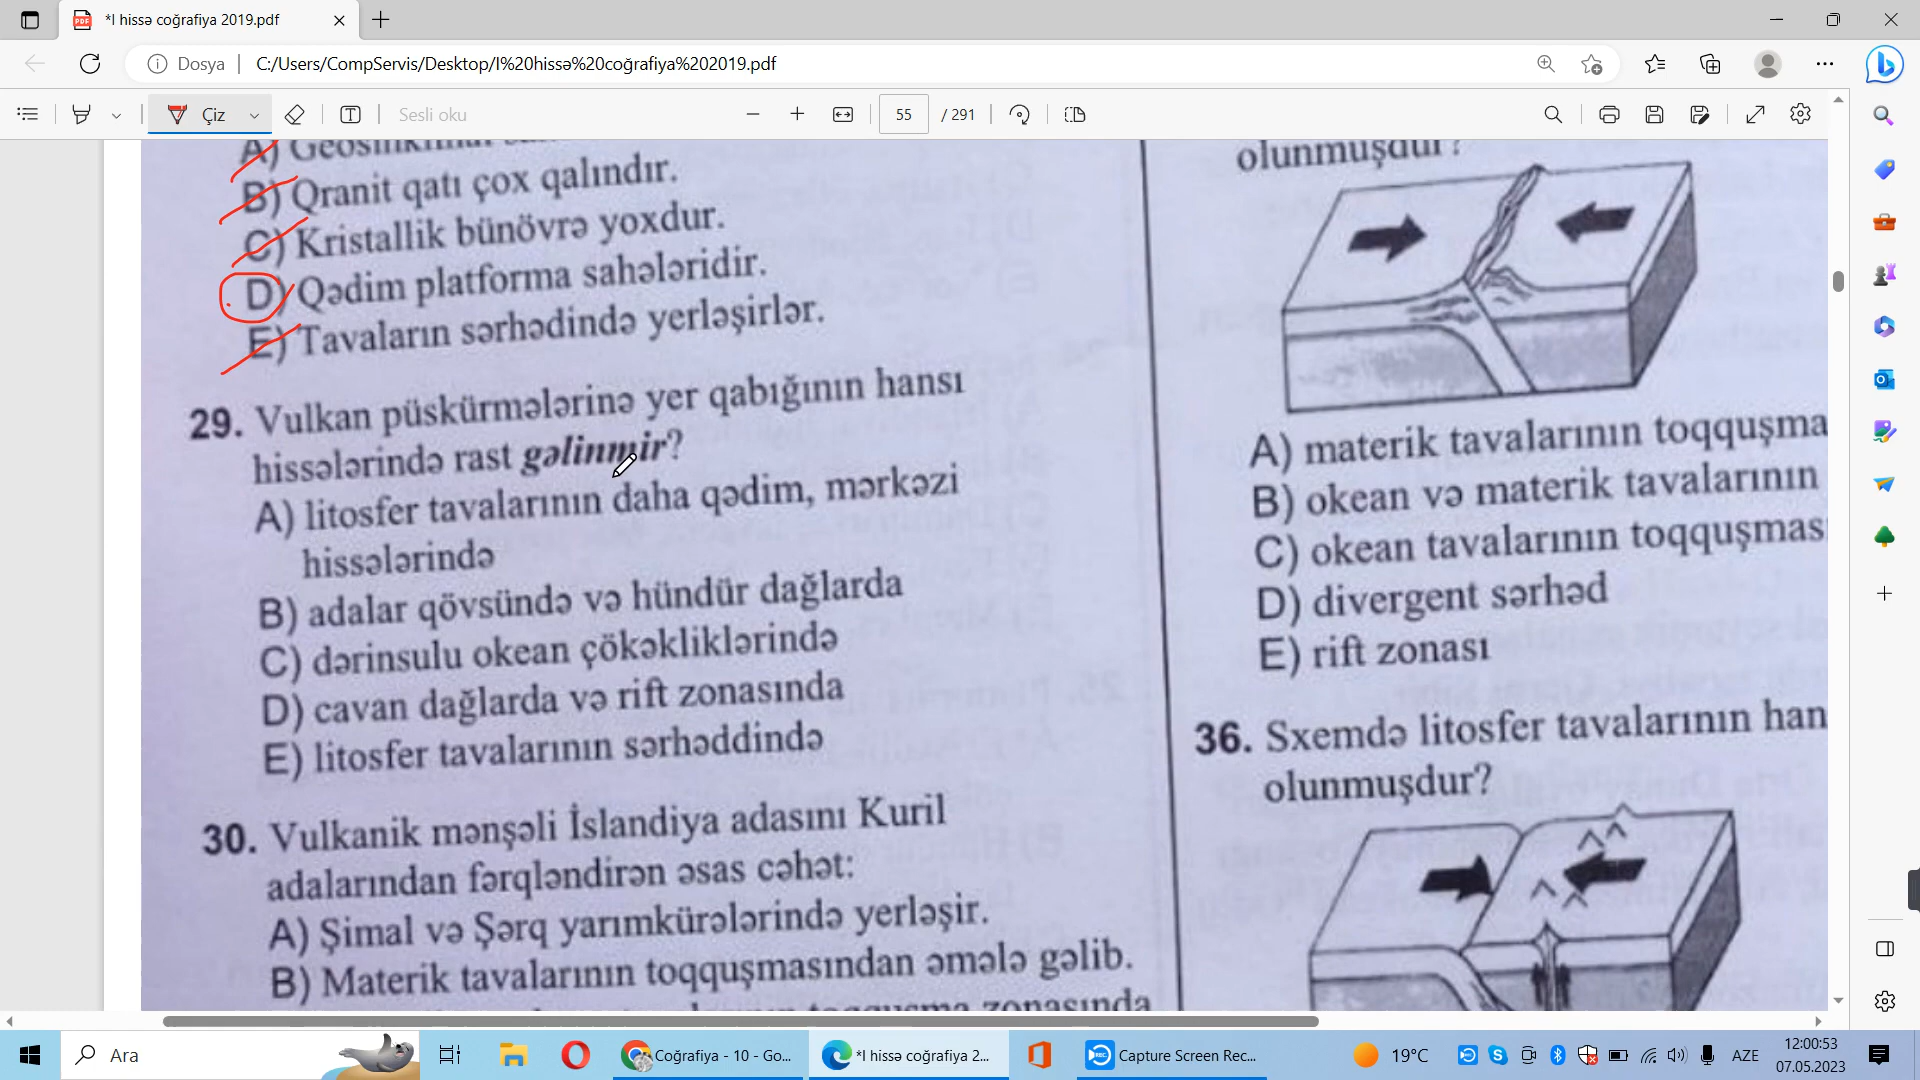 *I hissə coğrafiya 2019.pdf
Dosya
C:/Users/CompServis/Desktop/I%20hissə%20coğrafiya%202019.pdf
Çiz
Sesli oku
55
/ 291
A)
B) Qranit qatı çox qalındır.
C) Kristallik bünövrə yoxdur.
D) Qədim platforma sahələridir.
E) Tavaların sərhədində yerləşirlər.
29. Vulkan püskürmələrinə yer qabığının hansı
hissələrində rast gəlinmir?
A) litosfer tavalarının daha qədim, mərkəzi
hissələrində
B) adalar qövsündə və hündür dağlarda
C) dərinsulu okean çökəkliklərində
D) cavan dağlarda və rift zonasında
E) litosfer tavalarının sərhəddində
30. Vulkanik mənşəli İslandiya adasını Kuril
adalarından fərqləndirən əsas cəhət:
A) Şimal və Şərq yarımkürələrində yerləşir.
B) Materik tavalarının toqquşmasından əmələ gəlib.
toqquşma zonasında
olunmuşdur?
A) materik tavalarının toqquşma
B) okean və materik tavalarının
C) okean tavalarının toqquşmas
D) divergent sərhəd
E) rift zonası
36. Sxemdə litosfer tavalarının han
olunmuşdur?
Ara
Coğrafiya - 10 - Go...
*I hissə coğrafiya 2...
Capture Screen Rec...
19°C
AZE
12:00:53
07.05.2023